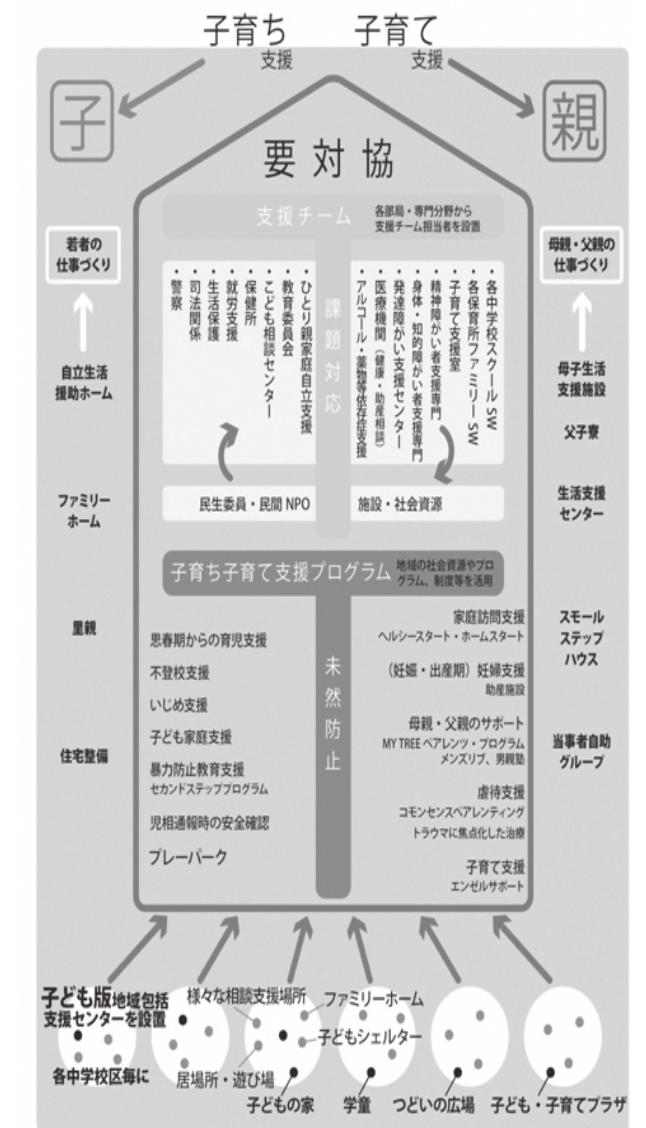 子育ち
支援
子育て
支援
子
親
要対協
支援チーム
各部局・専門分野から
支援チーム担当者を設置
若者の
仕事づくり
自立生活
援助ホーム
ファミリー
ホーム
里親
住宅整備
母親・父親の
仕事づくり
母子生活
支援施設
父子寮
生活支援
センター
スモール
ステップ
ハウス
当事者自助
グループ
課題対応
・各中学校スクールSW
・各保育所ファミリーSW
・子育て支援室
・精神障がい者支援専門
・身体・知的障がい者支援専門
・発達障がい支援センター
・医療機関（健康・助産相談）
・アルコール・薬物等依存症支援
・ひとり親家庭自立支援
・教育委員会
・こども相談センター
・保健所
・就労支援
・生活保護
・司法関係
・警察
民生委員・民間 NPO
施設・社会資源
子育ち子育て支援プログラム
地域の社会資源やプロ
グラム、制度等を活用
未然防止
思春期からの育児支援
不登校支援
いじめ支援
子ども家庭支援
暴力防止教育支援
セカンドステッププログラム
児相通報時の安全確認
プレーパーク
家庭訪問支援
ヘルシースタート・ホームスタート
（妊娠・出産期）妊婦支援
助産施設
母親・父親のサポート
MY TREE ペアレンツ・プログラム
メンズリブ、男親塾
虐待支援
コモンセンスペアレンティング
トラウマに焦点化した治療
子育て支援
エンゼルサポート
子ども版地域包括
支援センターを設置
各中学校区毎に
様々な相談支援場所
ファミリーホーム
子どもシェルター
居場所・遊び場
子どもの家
学童
つどいの広場
子ども・子育てプラザ